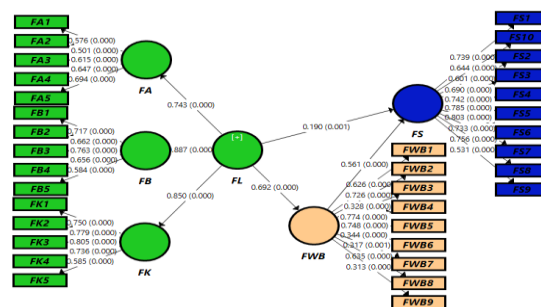 FA1
FA2
FA3
FA4
FA5
0.576 (0.000)
0.501 (0.000)
0.615 (0.000)
0.647 (0.000)
0.694 (0.000)
FA
FB1
FB2
FB3
FB4
FB5
0.717 (0.000)
0.662 (0.000)
0.763 (0.000)
0.656 (0.000)
0.584 (0.000)
FB
FK1
FK2
FK3
FK4
FK5
0.750 (0.000)
0.779 (0.000)
0.805 (0.000)
0.736 (0.000)
0.585 (0.000)
FK
0.743 (0.000)
0.887 (0.000)
0.850 (0.000)
[+]
FL
0.190 (0.001)
0.692 (0.000)
0.561 (0.000)
FS
FWB
FS1
FS10
FS2
FS3
FS4
FS5
FS6
FS7
FS8
FS9
0.739 (0.000)
0.644 (0.000)
0.601 (0.000)
0.690 (0.000)
0.742 (0.000)
0.785 (0.000)
0.803 (0.000)
0.733 (0.000)
0.756 (0.000)
0.531 (0.000)
FWB1
FWB2
FWB3
FWB4
FWB5
FWB6
FWB7
FWB8
FWB9
0.626 (0.000)
0.726 (0.000)
0.328 (0.000)
0.774 (0.000)
0.748 (0.000)
0.344 (0.000)
0.317 (0.001)
0.635 (0.000)
0.313 (0.000)